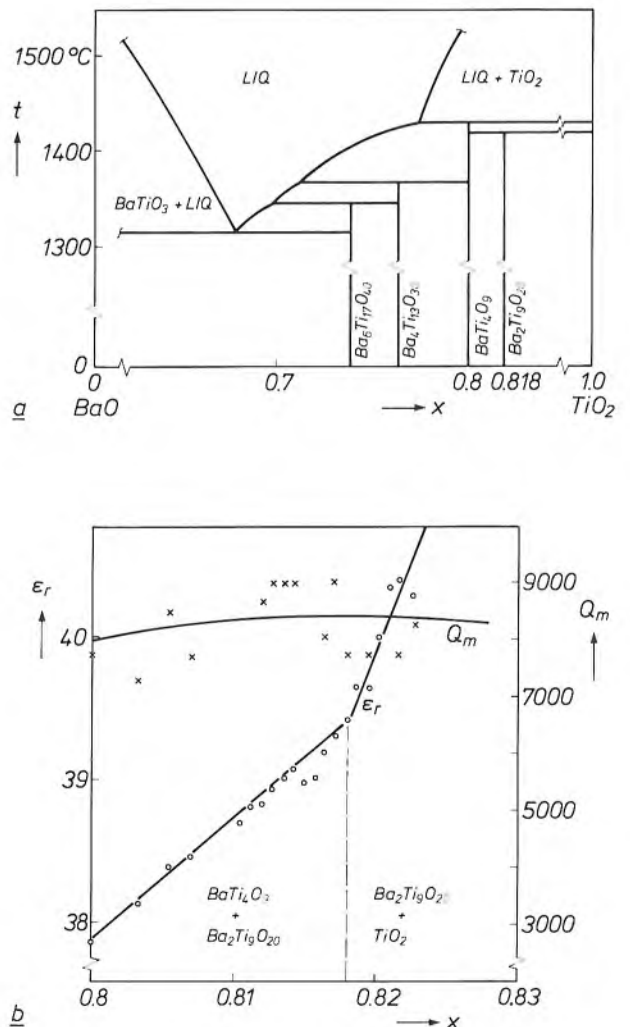 1500 °C
t
LIQ
LIQ + TiO2
1400
BaTiO3 + LIQ
1300
Ba6Ti17O40
Ba4Ti13O30
BaTi4O9
Ba2Ti9O20
0
0
0.7
0.8
0.818
1.0
a
BaO
x
TiO2
εr
40
39
38
9000
Qm
7000
5000
3000
Qm
εr
BaTi4O9
+
Ba2Ti9O20
Ba2Ti9O20
+
TiO2
0.8
0.81
0.82
0.83
b
x